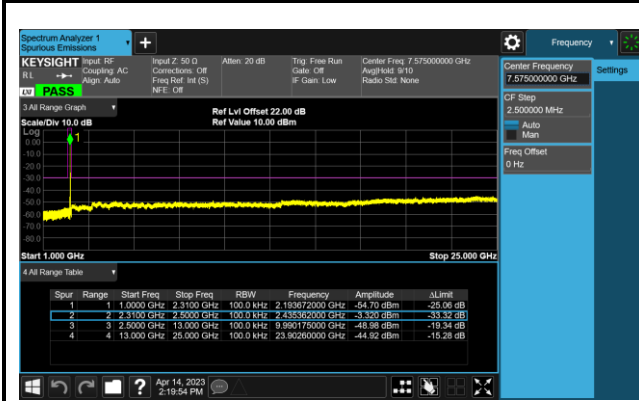 Spectrum Analyzer 1
Spurious Emissions
Frequency
KEYSIGHT Input: RF Input Z: 50 Ω Atten: 20 dB Trig: Free Run Center Freq: 7.575000000 GHz
RL Coupling: AC Corrections: Off Gate: Off Avg|Hold: 9/10
Align: Auto Freq Ref: Int (S) IF Gain: Low Radio Std: None
NFE: Off
LXI PASS
3 All Range Graph
Ref Lvl Offset 22.00 dB
Scale/Div 10.0 dB Ref Value 10.00 dBm
Log
1
0.00
-10.0
-20.0
-30.0
-40.0
-50.0
-60.0
-70.0
-80.0
Start 1.000 GHz Stop 25.000 GHz
4 All Range Table
Spur Range Start Freq Stop Freq RBW Frequency Amplitude ΔLimit
1 1 1.0000 GHz 2.3100 GHz 100.0 kHz 2.193672000 GHz -54.70 dBm -25.06 dB
2 2 2.3100 GHz 2.5000 GHz 100.0 kHz 2.435362000 GHz -3.320 dBm -33.32 dB
3 3 2.5000 GHz 13.000 GHz 100.0 kHz 9.990175000 GHz -48.98 dBm -19.34 dB
4 4 13.000 GHz 25.000 GHz 100.0 kHz 23.90260000 GHz -44.92 dBm -15.28 dB
Apr 14, 2023
2:19:54 PM
Center Frequency
7.575000000 GHz
Settings
CF Step
2.500000 MHz
Auto
Man
Freq Offset
0 Hz